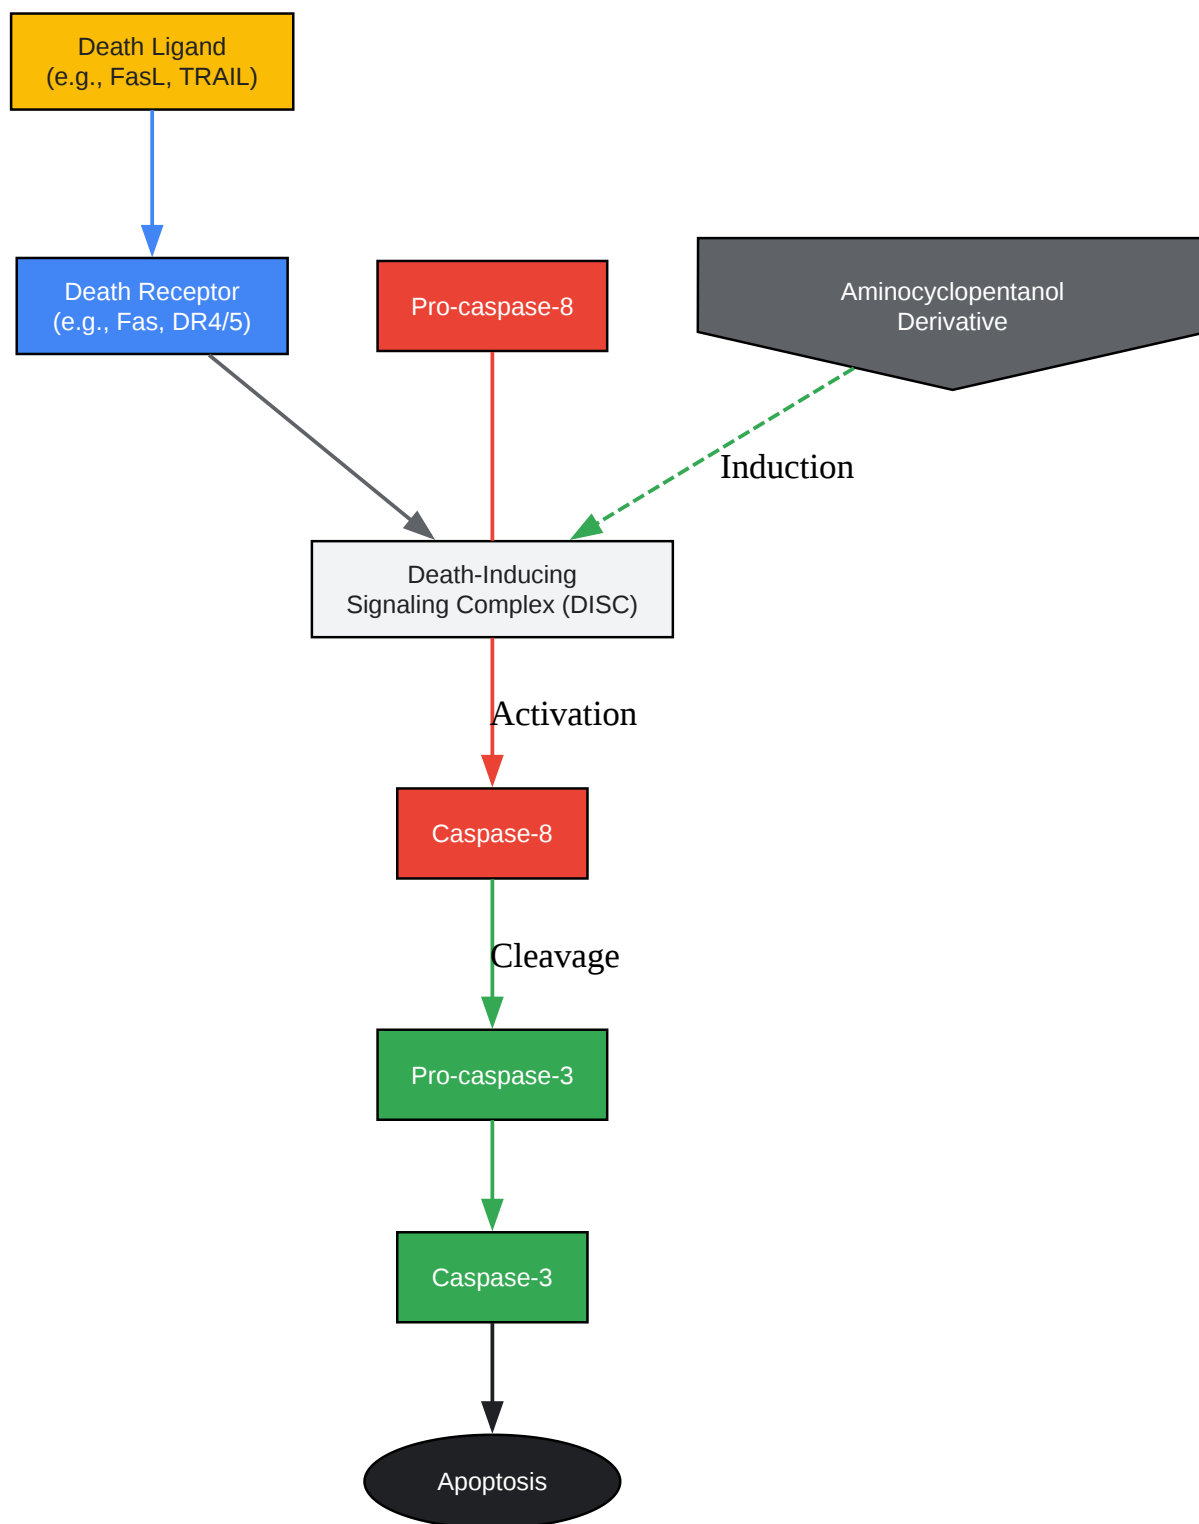 Death Ligand
(e.g., FasL, TRAIL)
Death Receptor
(e.g., Fas, DR4/5)
Pro-caspase-8
Aminocyclopentanol
Derivative
Induction
Death-Inducing
Signaling Complex (DISC)
Activation
Caspase-8
Cleavage
Pro-caspase-3
Caspase-3
Apoptosis